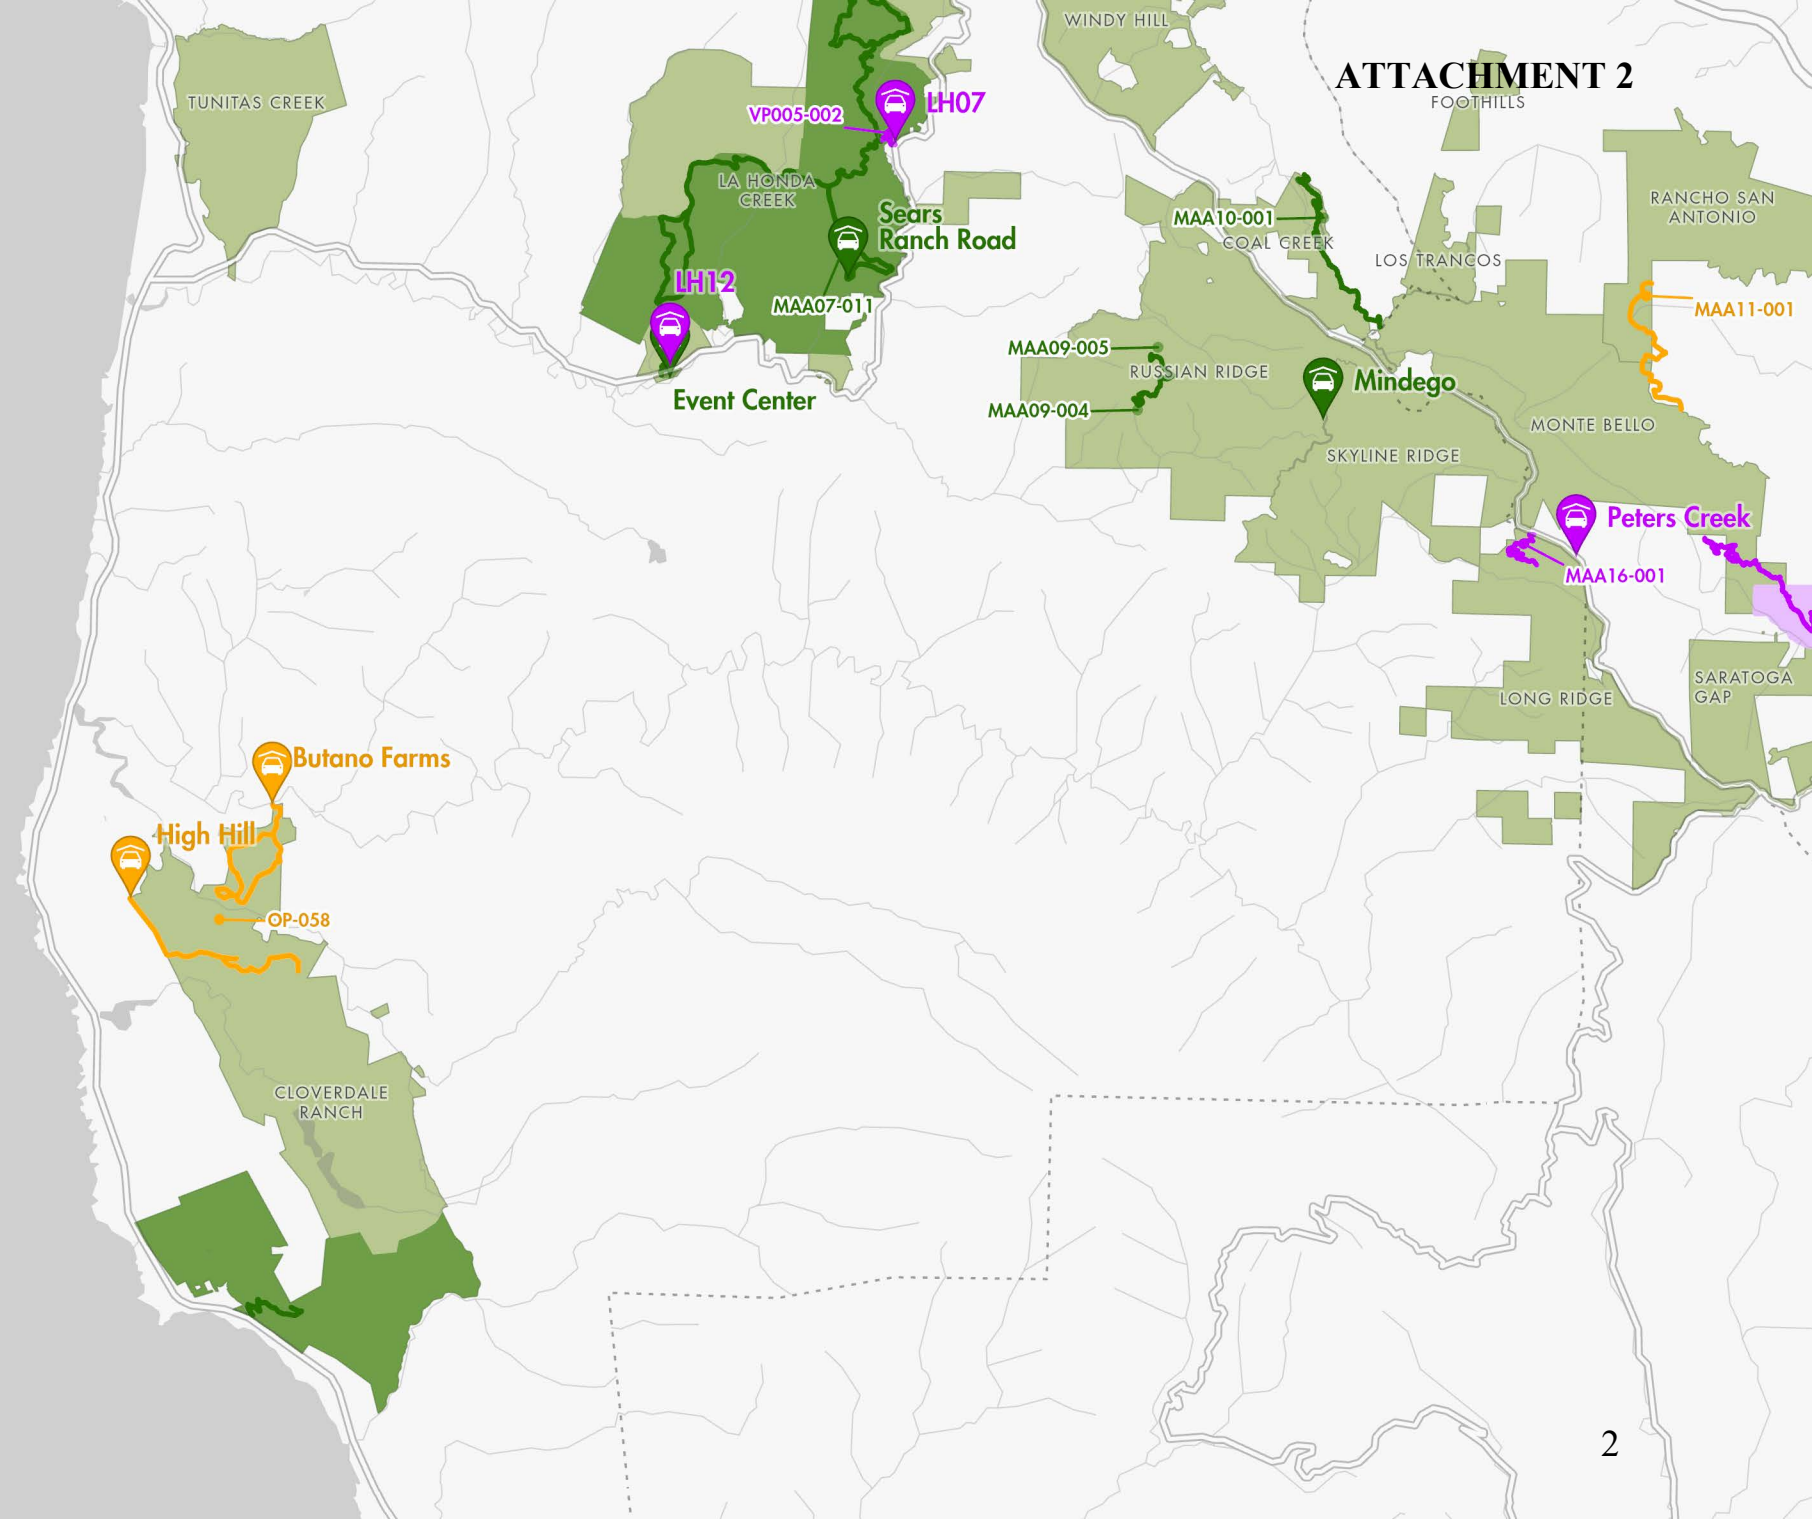 WINDY HILL
ATTACHMENT 2
FOOTHILLS
TUNITAS CREEK
VP005-002
LH07
LA HONDA
CREEK
RANCHO SAN
ANTONIO
Sears
Ranch Road
MAA10-001
COAL CREEK
LOS TRANCOS
LH12
MAA07-011
MAA11-001
MAA09-005
RUSSIAN RIDGE
Mindego
Event Center
MAA09-004
MONTE BELLO
SKYLINE RIDGE
Peters Creek
MAA16-001
SARATOGA
GAP
LONG RIDGE
Butano Farms
High Hill
OP-058
CLOVERDALE
RANCH
2